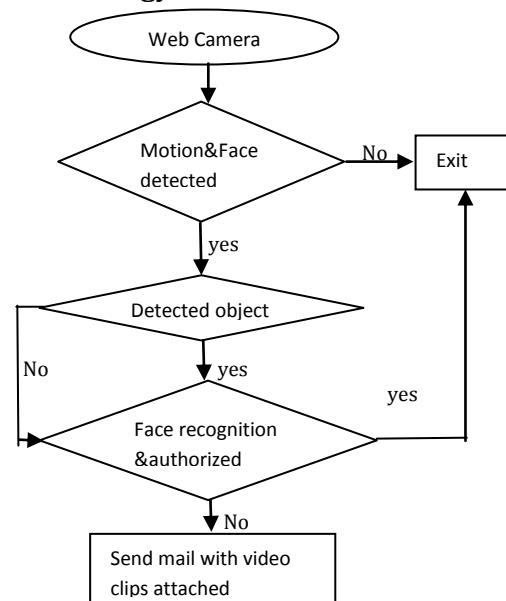 Web Camera
Motion&Face
detected
No
Exit
yes
Detected object
No
yes
yes
Face recognition
&authorized
No
Send mail with video
clips attached